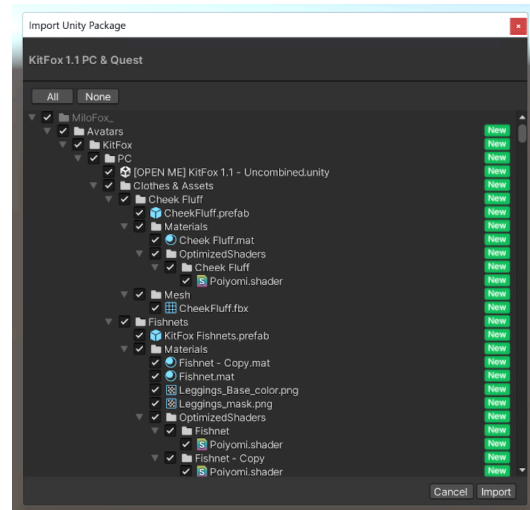 Import Unity Package
KitFox 1.1 PC & Quest
All None
MiloFox_
Avatars New
KitFox New
PC New
[OPEN ME] KitFox 1.1 - Uncombined.unity New
Clothes & Assets New
Cheek Fluff New
CheekFluff.prefab New
Materials New
Cheek Fluff.mat New
OptimizedShaders New
Cheek Fluff New
Poiyomi.shader New
Mesh New
CheekFluff.fbx New
Fishnets New
KitFox Fishnets.prefab New
Materials New
Fishnet - Copy.mat New
Fishnet.mat New
Leggings_Base_color.png New
Leggings_mask.png New
OptimizedShaders New
Fishnet New
Poiyomi.shader New
Fishnet - Copy New
Poiyomi.shader New
Cancel Import